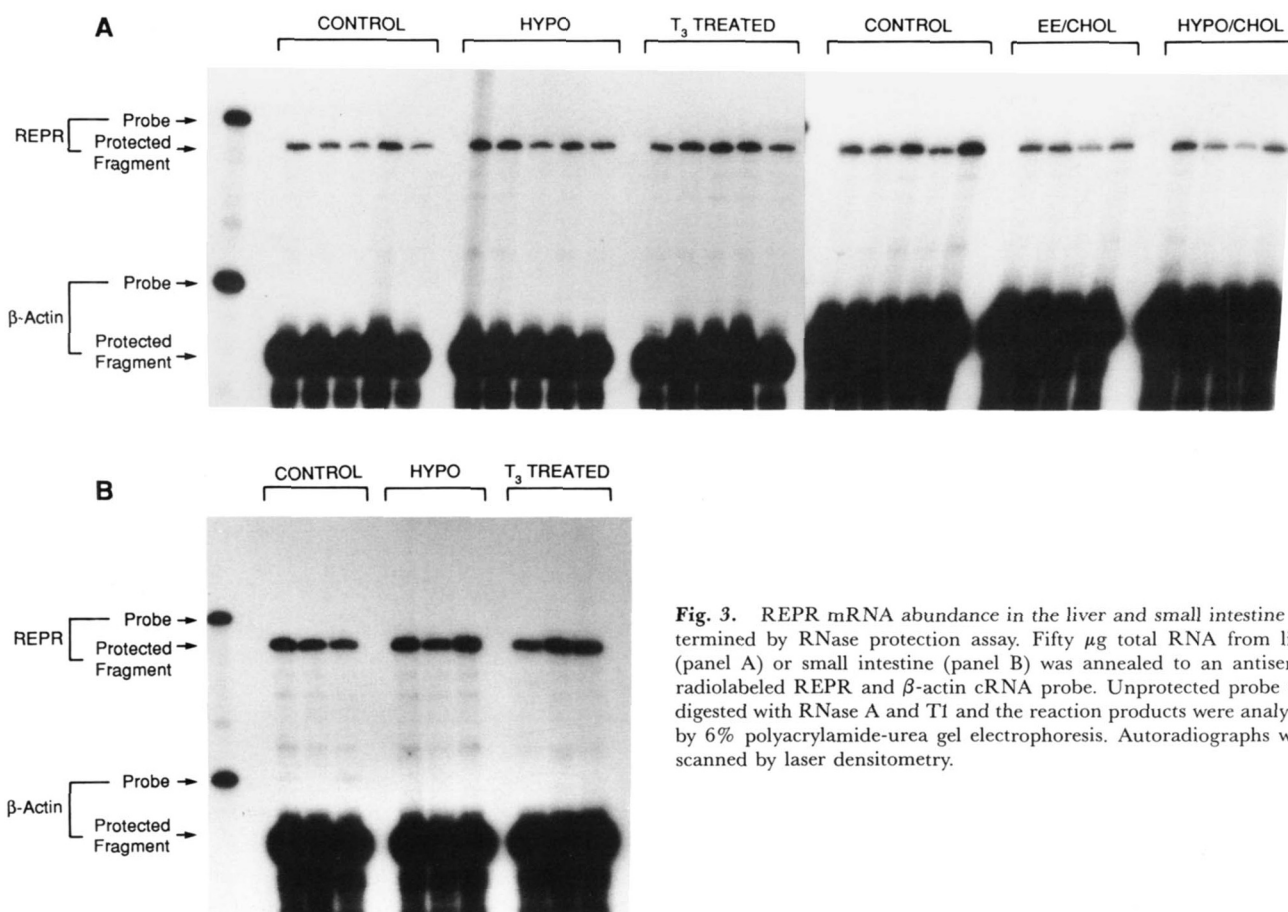 A
CONTROL HYPO T3 TREATED CONTROL EE/CHOL HYPO/CHOL
REPR
Probe
Protected
Fragment
β-Actin
Probe
Protected
Fragment
B
CONTROL HYPO T3 TREATED
REPR
Probe
Protected
Fragment
β-Actin
Probe
Protected
Fragment
Fig. 3. REPR mRNA abundance in the liver and small intestine
termined by RNase protection assay. Fifty μg total RNA from
(panel A) or small intestine (panel B) was annealed to an
radiolabeled REPR and β-actin cRNA probe. Unprotected probe
digested with RNase A and T1 and the reaction products were
by 6% polyacrylamide-urea gel electrophoresis. Autoradiographs
scanned by laser densitometry.